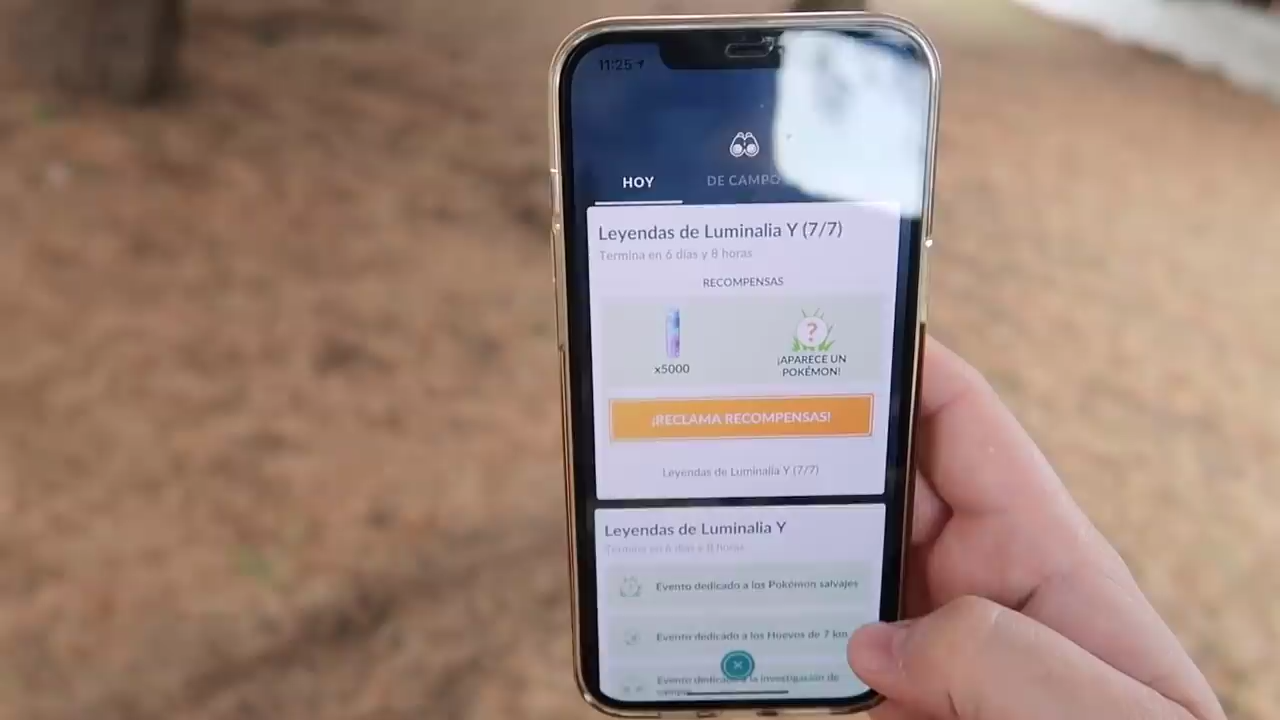 11:25
HOY
DE CAMPO
Leyendas de Luminalia Y (7/7)
Termina en 6 días y 8 horas
RECOMPENSAS
x5000
?
¡APARECE UN
POKÉMON!
¡RECLAMA RECOMPENSAS!
Leyendas de Luminalia Y (7/7)
Leyendas de Luminalia Y
Termina en 6 días y 8 horas
Evento dedicado a los Pokémon salvajes
Evento dedicado a los Huevos de 7 km
Evento a la investigación de